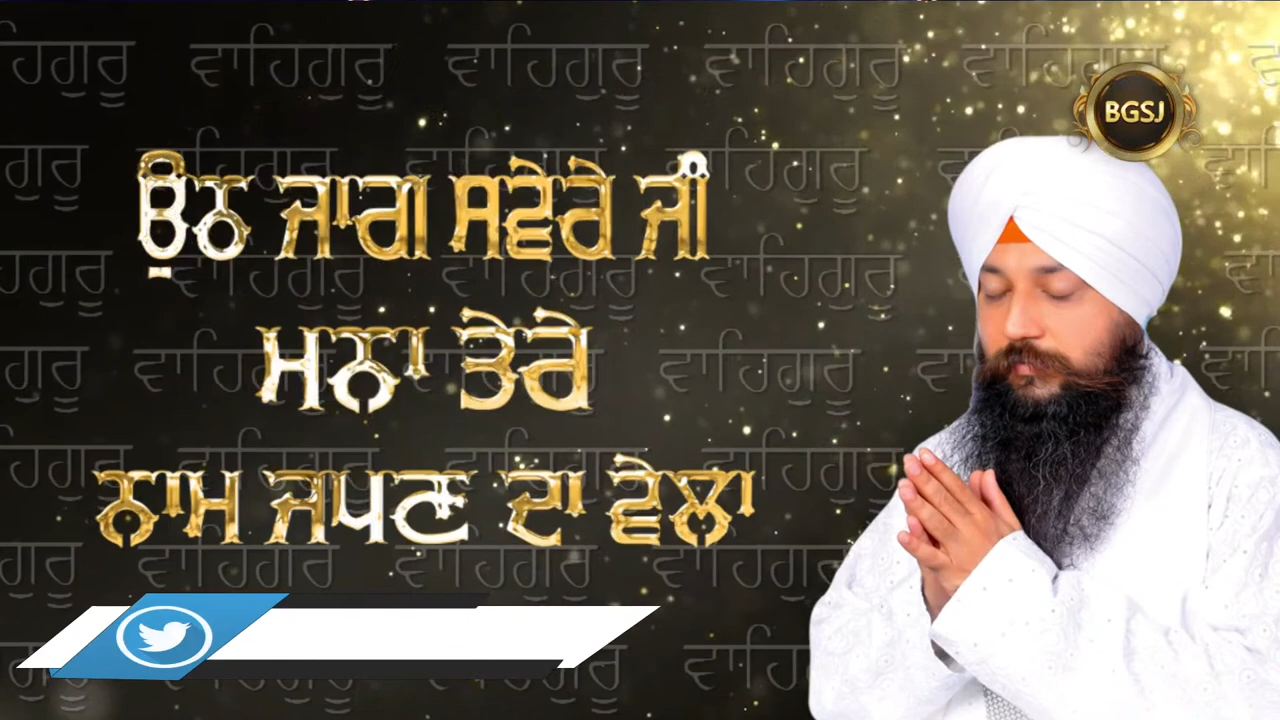 ਵਾਹਿਗੁਰੂ ਵਾਹਿਗੁਰੂ ਵਾਹਿਗੁਰੂ
BGSJ
ਉਠ ਜਾਗ ਸਵੇਰੇ ਜੀ
ਮਨਾ ਤੇਰੇ
ਨਾਮ ਜਪਣ ਦਾ ਵੇਲਾ